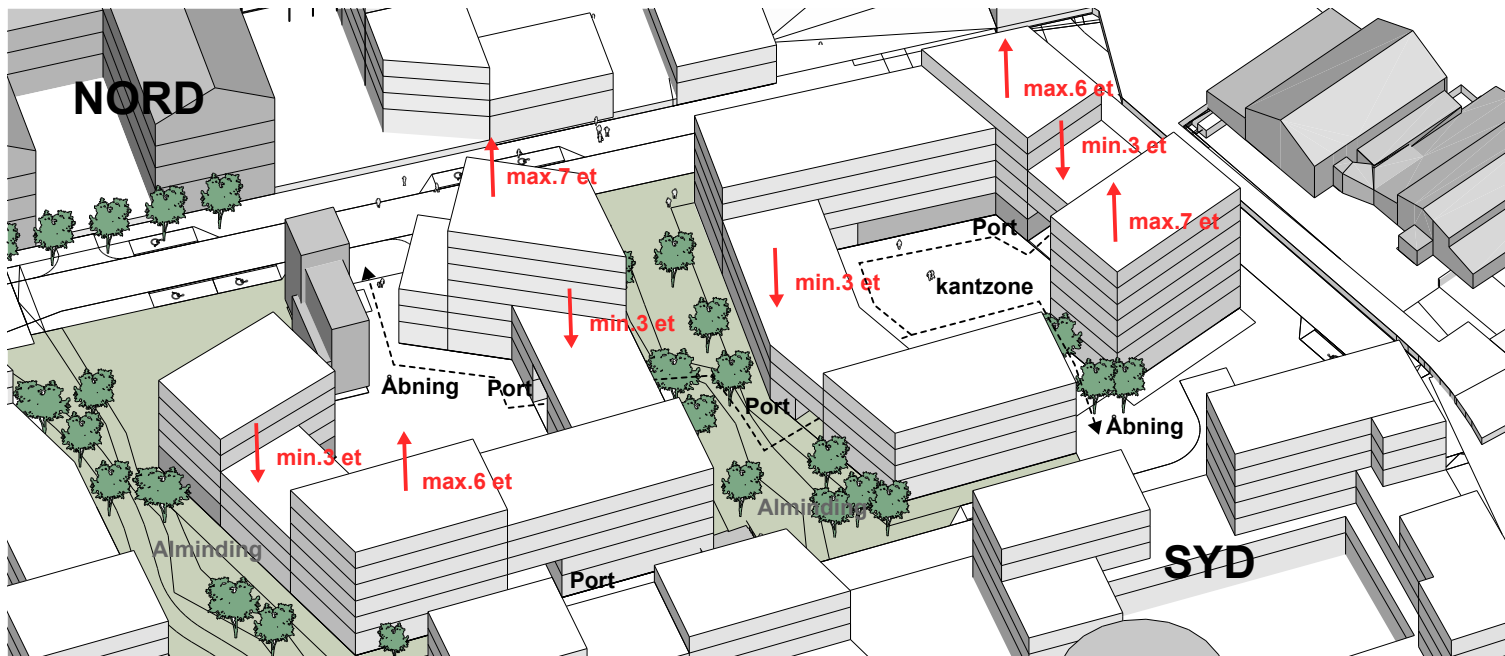 NORD
max.6 et
min.3 et
max.7 et
max.7 et
Port
min.3 et
kantzone
min.3 et
Åbning
Port
Port
Åbning
min.3 et
max.6 et
Alminding
Alminding
SYD
Port